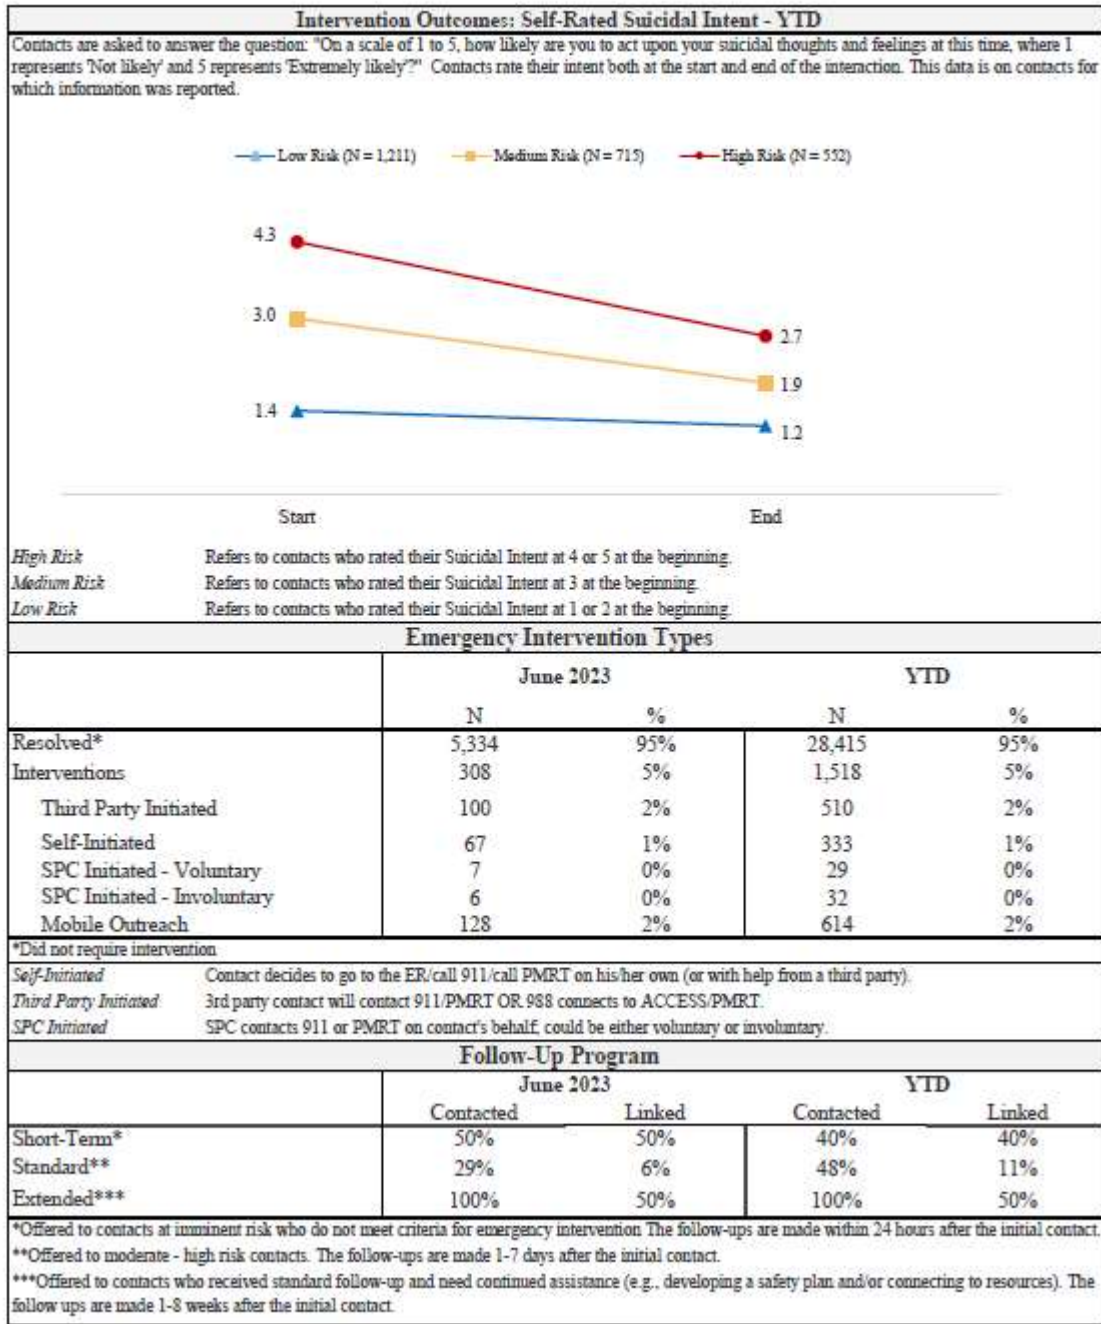 Intervention Outcomes: Self-Rated Suicidal Intent - YTD
Contacts are asked to answer the question: "On a scale of 1 to 5, how likely are you to act upon your suicidal thoughts and feelings at this time, where 1
represents 'Not likely' and 5 represents 'Extremely likely'?" Contacts rate their intent both at the start and end of the interaction. This data is on contacts for
which information was reported.
Low Risk (N = 1,211) Medium Risk (N = 715) High Risk (N = 552)
4.3
3.0
2.7
1.9
1.4
1.2
Start End
High Risk Refers to contacts who rated their Suicidal Intent at 4 or 5 at the beginning.
Medium Risk Refers to contacts who rated their Suicidal Intent at 3 at the beginning.
Low Risk Refers to contacts who rated their Suicidal Intent at 1 or 2 at the beginning.
Emergency Intervention Types
June 2023 YTD
N % N %
Resolved* 5,334 95% 28,415 95%
Interventions 308 5% 1,518 5%
Third Party Initiated 100 2% 510 2%
Self-Initiated 67 1% 333 1%
SPC Initiated - Voluntary 7 0% 29 0%
SPC Initiated - Involuntary 6 0% 32 0%
Mobile Outreach 128 2% 614 2%
*Did not require intervention
Self-Initiated Contact decides to go to the ER/call 911/call PMRT on his/her own (or with help from a third party).
Third Party Initiated 3rd party contact will contact 911/PMRT OR 988 connects to ACCESS/PMRT.
SPC Initiated SPC contacts 911 or PMRT on contact's behalf, could be either voluntary or involuntary.
Follow-Up Program
June 2023 YTD
Contacted Linked Contacted Linked
Short-Term* 50% 50% 40% 40%
Standard** 29% 6% 48% 11%
Extended*** 100% 50% 100% 50%
*Offered to contacts at imminent risk who do not meet criteria for emergency intervention The follow-ups are made within 24 hours after the initial contact.
**Offered to moderate - high risk contacts. The follow-ups are made 1-7 days after the initial contact.
***Offered to contacts who received standard follow-up and need continued assistance (e.g., developing a safety plan and/or connecting to resources). The
follow ups are made 1-8 weeks after the initial contact.